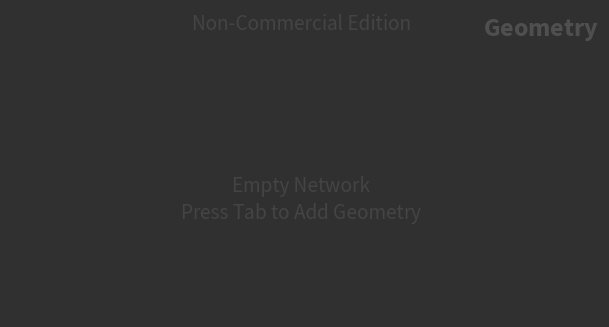 Non-Commercial Edition
Geometry
Empty Network
Press Tab to Add Geometry